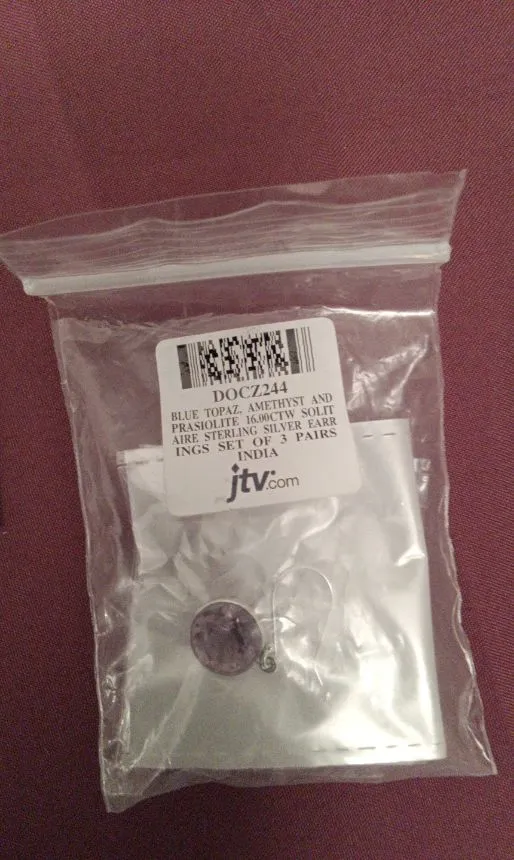 DOCZ244
BLUE TOPAZ, AMETHYST AND
PRASIOLITE 16.00CTW SOLIT
AIRE STERLING SILVER EARR
INGS SET OF 3 PAIRS
INDIA
jtv.com